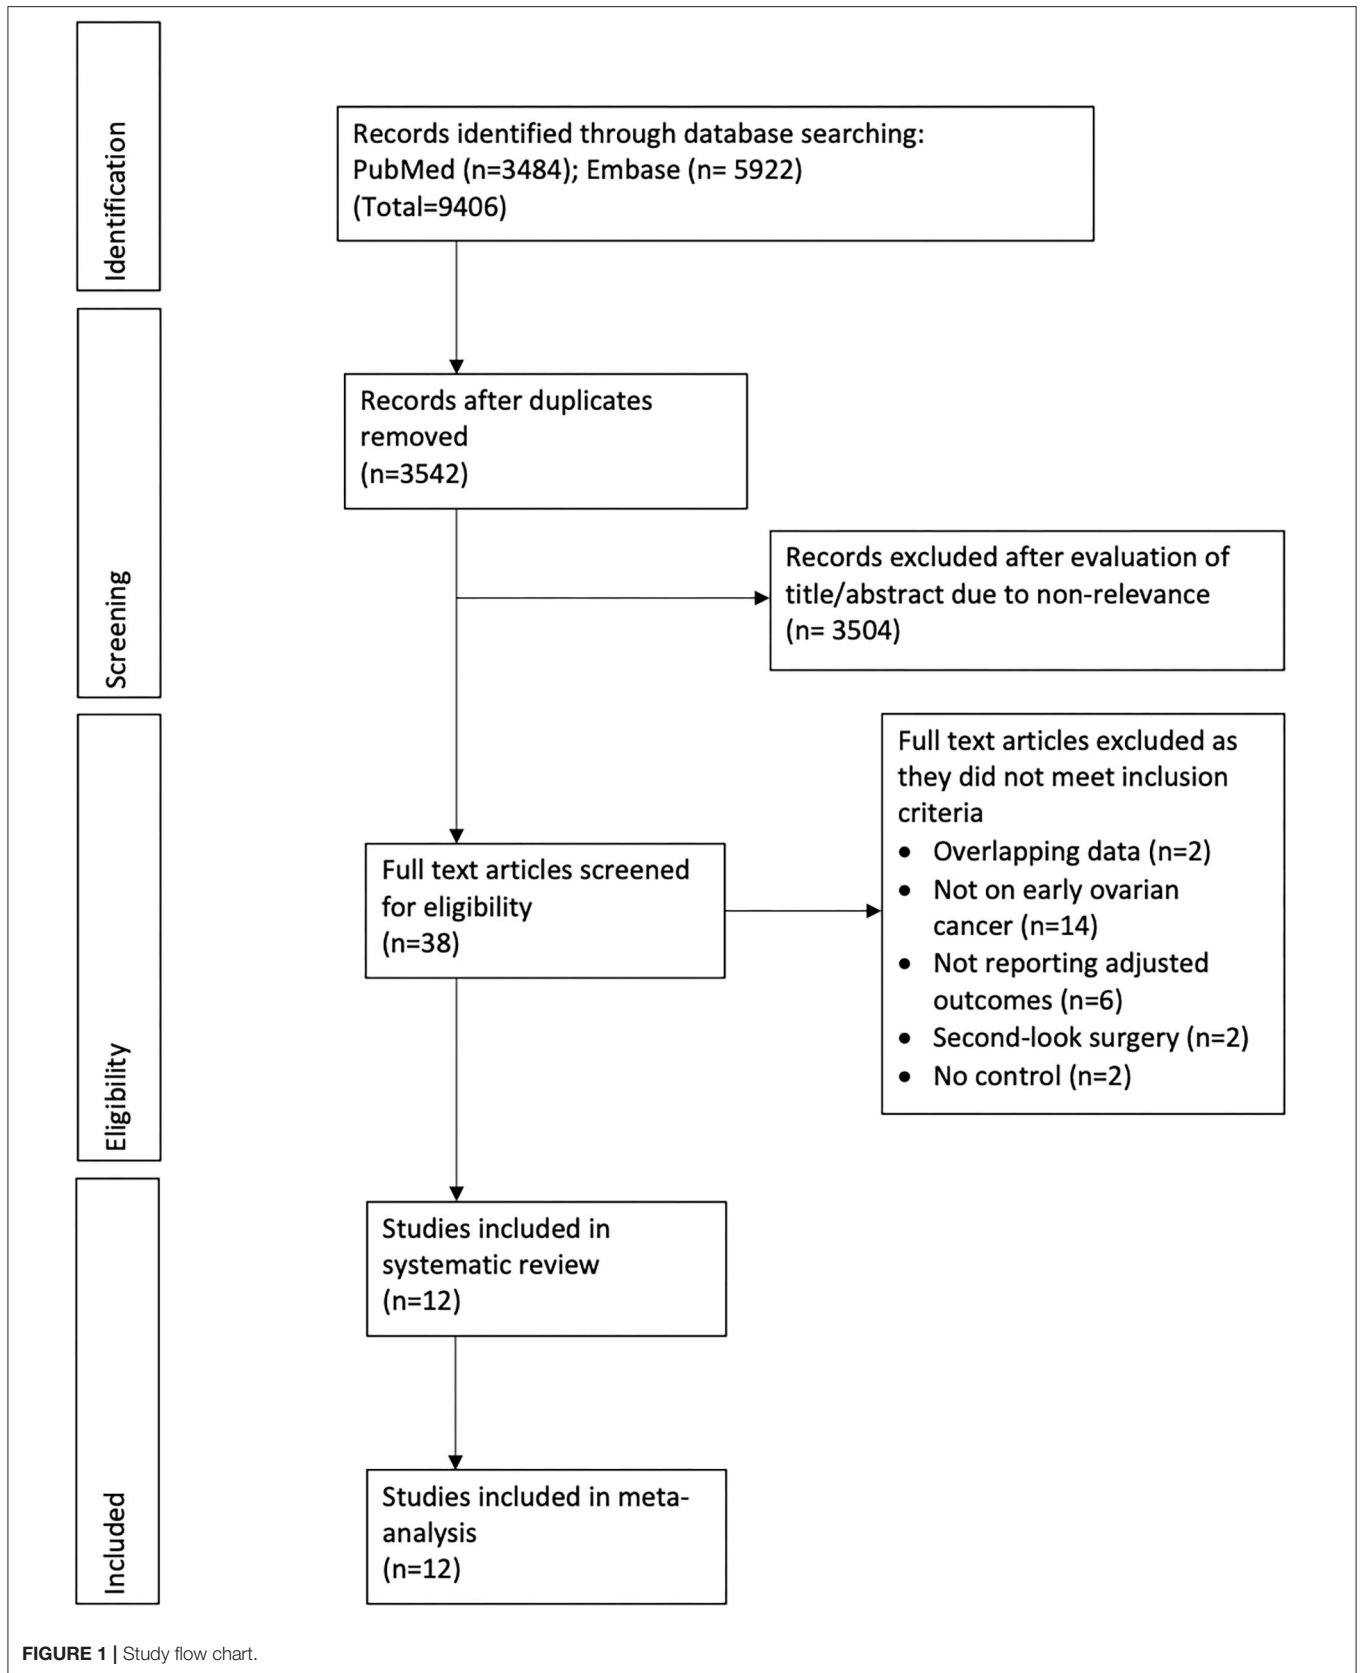 Identification
Records identified through database searching:
PubMed (n=3484); Embase (n= 5922)
(Total=9406)
Screening
Records after duplicates
removed
(n=3542)
Records excluded after evaluation of
title/abstract due to non-relevance
(n= 3504)
Eligibility
Full text articles screened
for eligibility
(n=38)
Full text articles excluded as
they did not meet inclusion
criteria
• Overlapping data (n=2)
• Not on early ovarian
cancer (n=14)
• Not reporting adjusted
outcomes (n=6)
• Second-look surgery (n=2)
• No control (n=2)
Included
Studies included in
systematic review
(n=12)
Studies included in meta-
analysis
(n=12)
FIGURE 1 | Study flow chart.